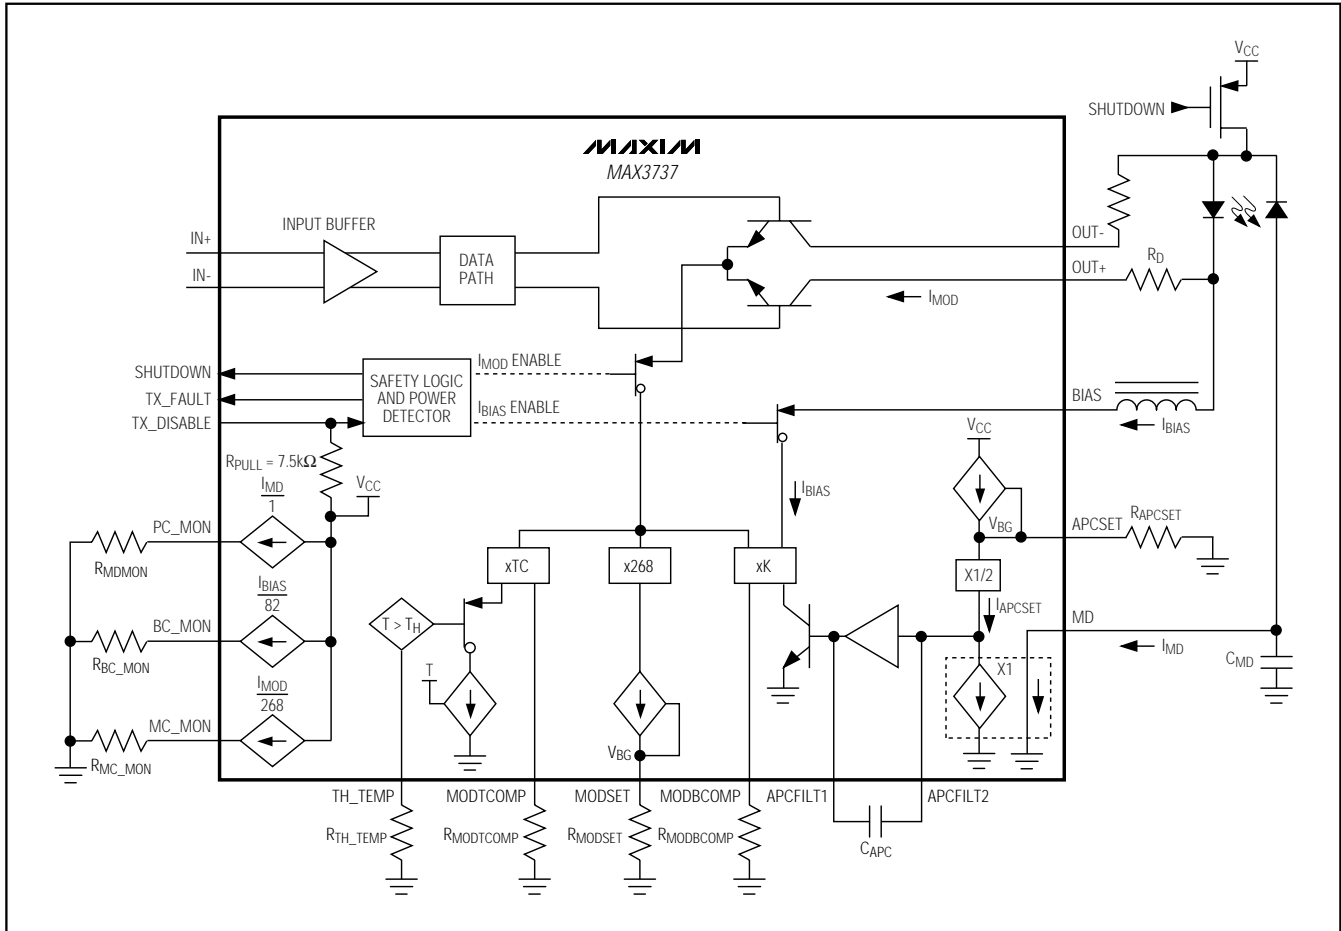 VCC
SHUTDOWN
MAXIM
MAX3737
INPUT BUFFER
IN+
IN-
DATA
PATH
OUT-
OUT+
RD
IMOD
SHUTDOWN
TX_FAULT
TX_DISABLE
SAFETY LOGIC
AND POWER
DETECTOR
IMOD ENABLE
IBIAS ENABLE
BIAS
IBIAS
RPULL = 7.5kΩ
VCC
IBIAS
VCC
VBG
APCSET
RAPCSET
IMD
1
PC_MON
RMDMON
IBIAS
82
BC_MON
RBC_MON
IMOD
268
MC_MON
RMC_MON
xTC
x268
xK
X1/2
IAPCSET
T > TH
T
MD
IMD
CMD
X1
VBG
TH_TEMP
MODTCOMP
MODSET
MODBCOMP
APCFILT1
APCFILT2
RTH_TEMP
RMODTCOMP
RMODSET
RMODBCOMP
CAPC